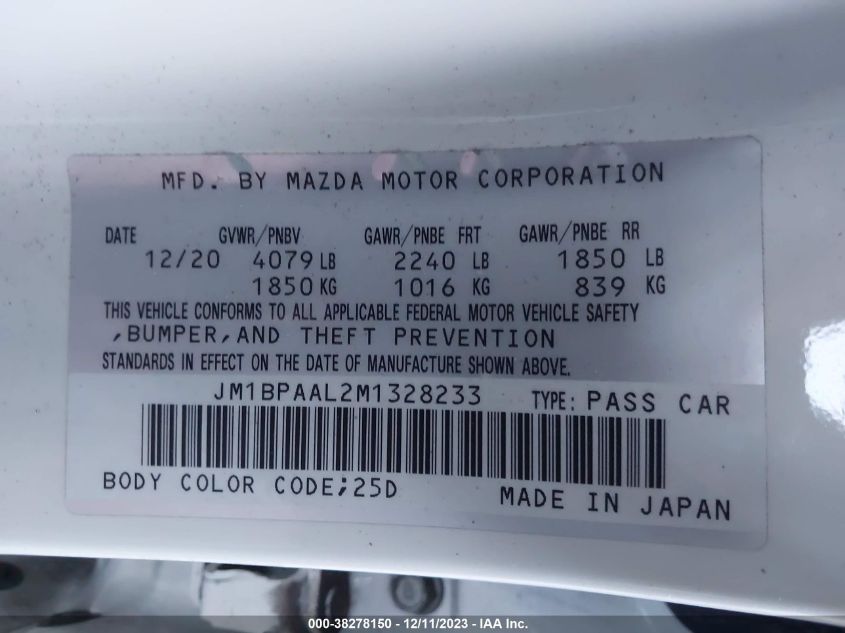 MFD. BY MAZDA MOTOR CORPORATION
DATE GVWR/PNBV GAWR/PNBE FRT GAWR/PNBE RR
12/20 4079 LB 2240 LB 1850 LB
1850 KG 1016 KG 839 KG
THIS VEHICLE CONFORMS TO ALL APPLICABLE FEDERAL MOTOR VEHICLE SAFETY
,BUMPER,AND THEFT PREVENTION
STANDARDS IN EFFECT ON THE DATE OF MANUFACTURE SHOWN ABOVE.
JM1BPAAL2M1328233 TYPE: PASS CAR
BODY COLOR CODE;25D MADE IN JAPAN
000-38278150 - 12/11/2023 - IAA Inc.